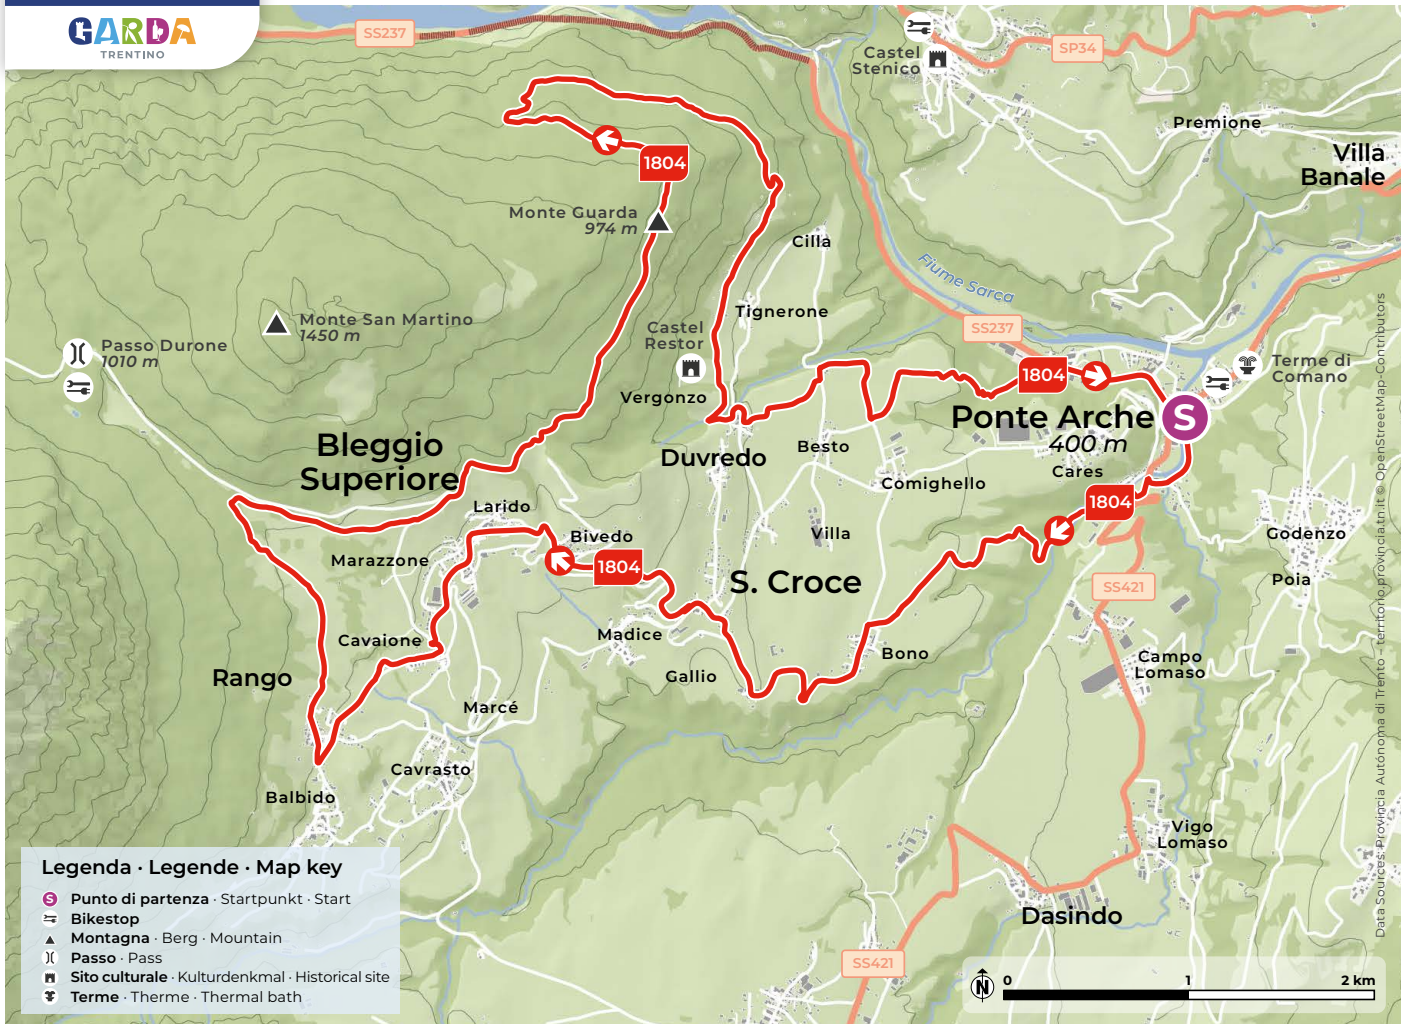 GARDA
TRENTINO
SS237
SP34
Castel
Stenico
Premione
Villa
Banale
1804
Monte Guarda
974 m
Cillà
Fiume Sarca
Tignerone
Monte San Martino
1450 m
Passo Durone
1010 m
Castel
Restor
SS237
Terme di
Comano
1804
Vergonzo
Ponte Arche
400 m
S
Bleggio
Superiore
Duvredo
Besto
Cares
Comighello
1804
Larido
Bivedo
Villa
Godenzo
Marazzone
1804
S. Croce
Poia
SS421
Cavaione
Madice
Bono
Campo
Lomaso
Rango
Gallio
Marcé
Cavrasto
Balbido
Vigo
Lomaso
Dasindo
SS421
Legenda · Legende · Map key
S Punto di partenza · Startpunkt · Start
Bikestop
Montagna · Berg · Mountain
Passo · Pass
Sito culturale · Kulturdenkmal · Historical site
Terme · Therme · Thermal bath
N
0 1 2 km
Data Sources: Provincia Autónoma di Trento – territorio.provincia.tn.it © OpenStreetMap-Contributors